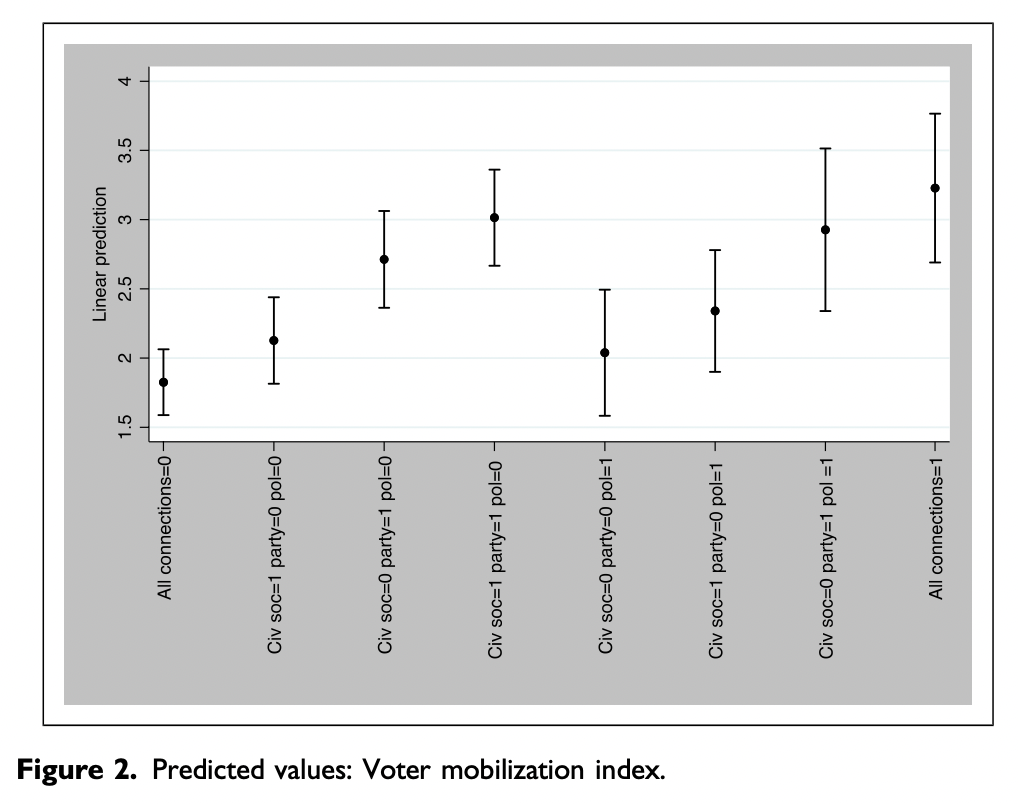 4
3.5
3
2.5
2
1.5
Linear prediction
All connections=0
Civ soc=1 party=0 pol=0
Civ soc=0 party=1 pol=0
Civ soc=1 party=1 pol=0
Civ soc=0 party=0 pol=1
Civ soc=1 party=0 pol=1
Civ soc=0 party=1 pol =1
All connections=1
Figure 2. Predicted values: Voter mobilization index.